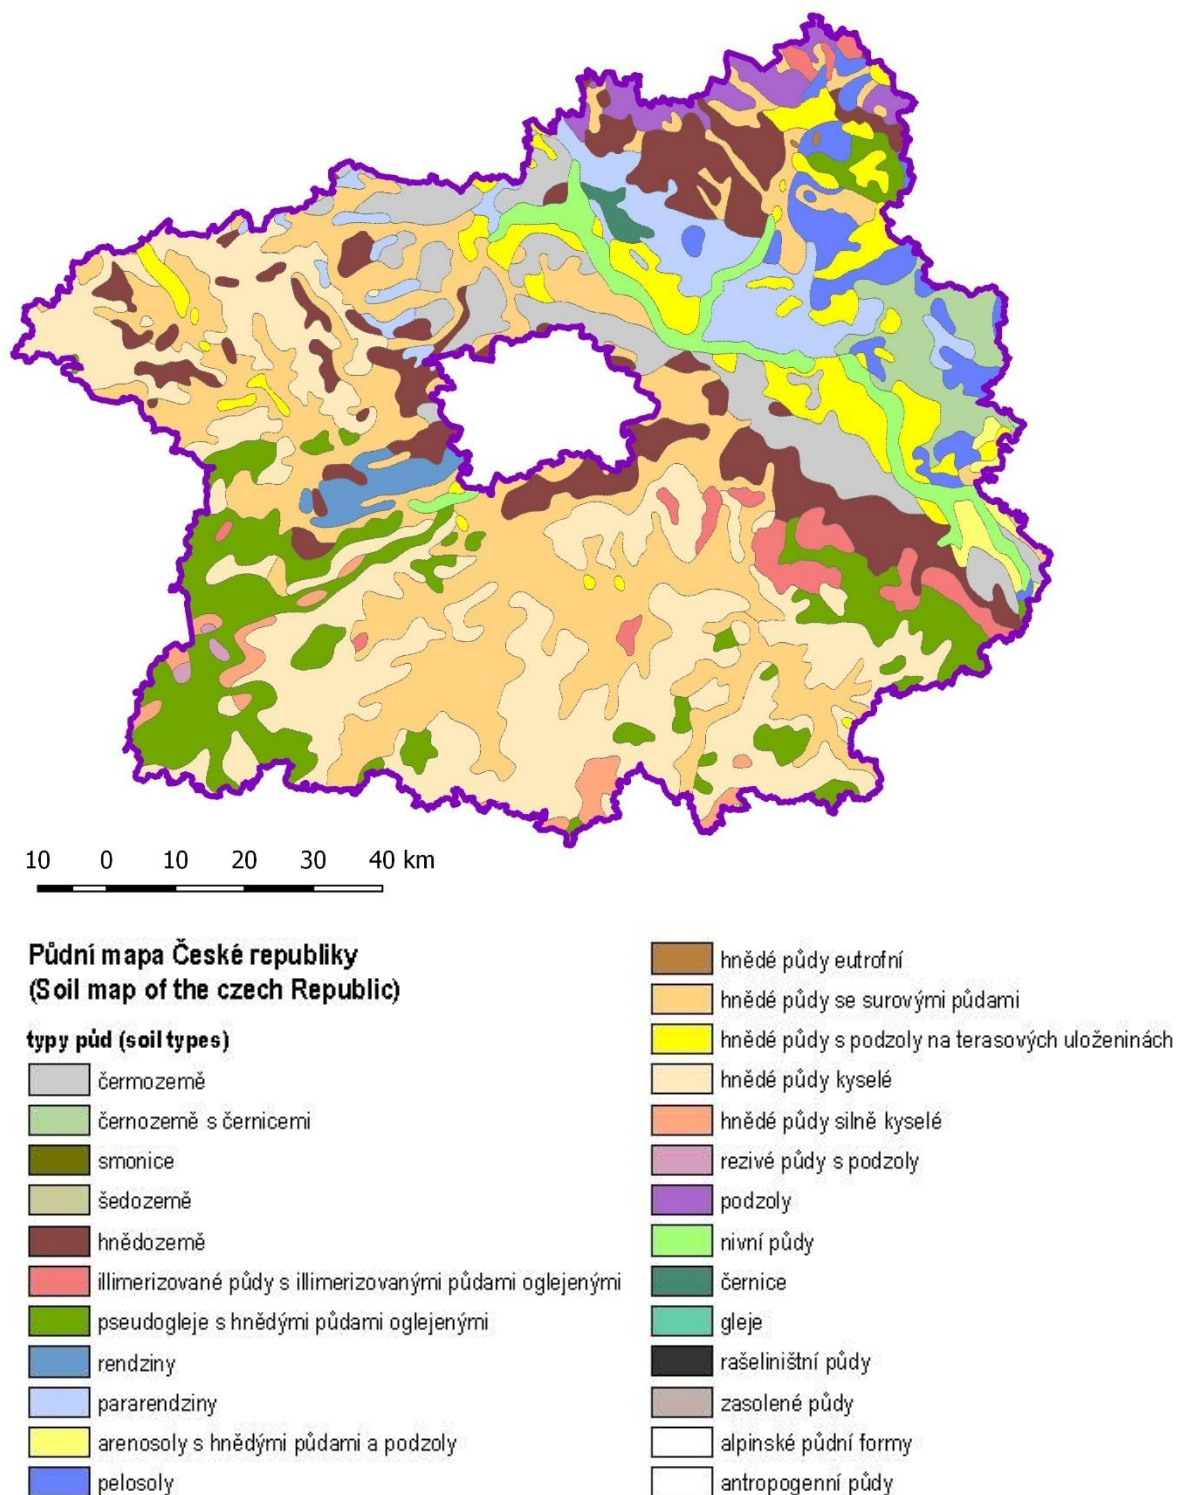 10 0 10 20 30 40 km
Půdní mapa České republiky
(Soil map of the czech Republic)
typy půd (soil types)
čermozemě
černozemě s černicemi
smonice
šedozemě
hnědozemě
illimerizované půdy s illimerizovanými půdami oglejenými
pseudogleje s hnědými půdami oglejenými
rendziny
pararendziny
arenosoly s hnědými půdami a podzoly
pelosoly
hnědé půdy eutrofní
hnědé půdy se surovými půdami
hnědé půdy s podzoly na terasových uloženinách
hnědé půdy kyselé
hnědé půdy silně kyselé
rezivé půdy s podzoly
podzoly
nivní půdy
černice
gleje
rašeliništní půdy
zasolené půdy
alpinské půdní formy
antropogenní půdy